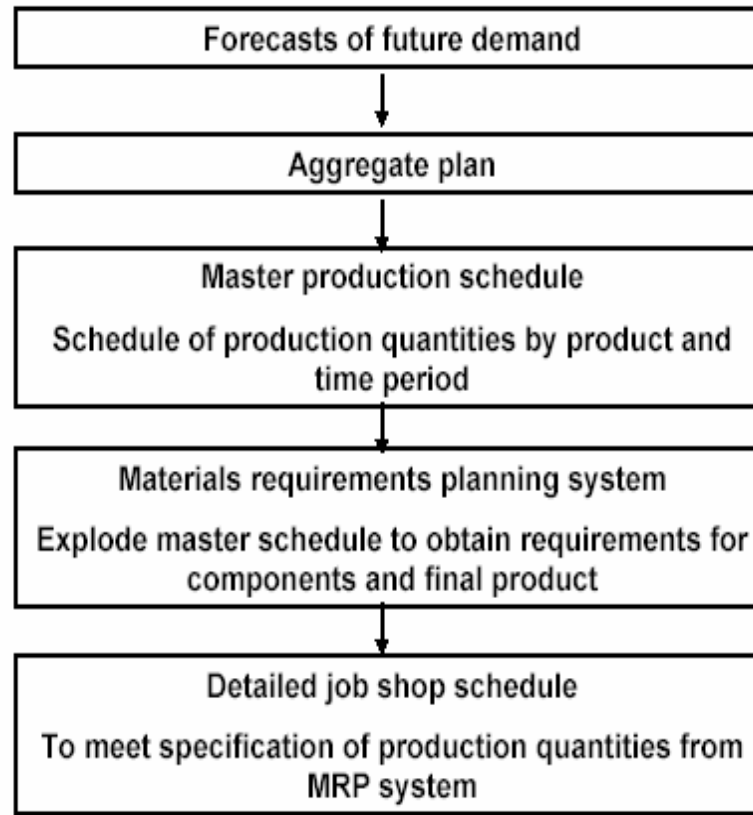 Forecasts of future demand
Aggregate plan
Master production schedule
Schedule of production quantities by product and
time period
Materials requirements planning system
Explode master schedule to obtain requirements for
components and final product
Detailed job shop schedule
To meet specification of production quantities from
MRP system